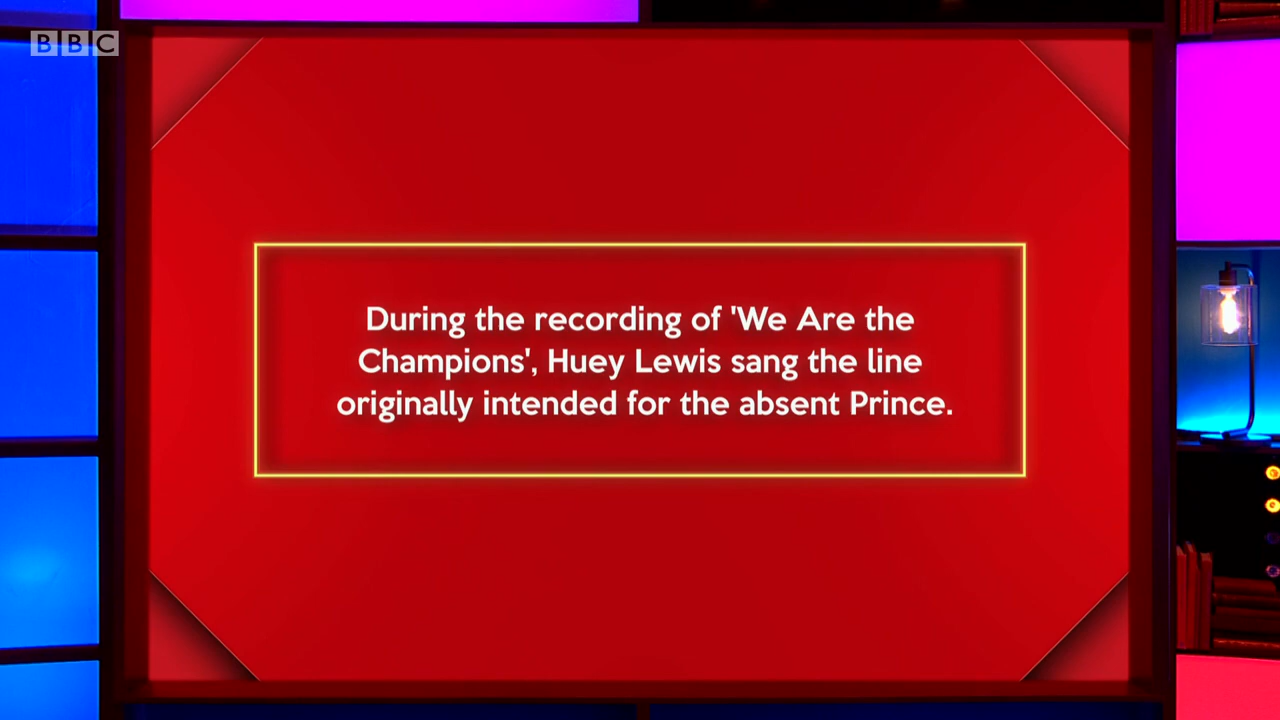 BBC
During the recording of 'We Are the
Champions', Huey Lewis sang the line
originally intended for the absent Prince.